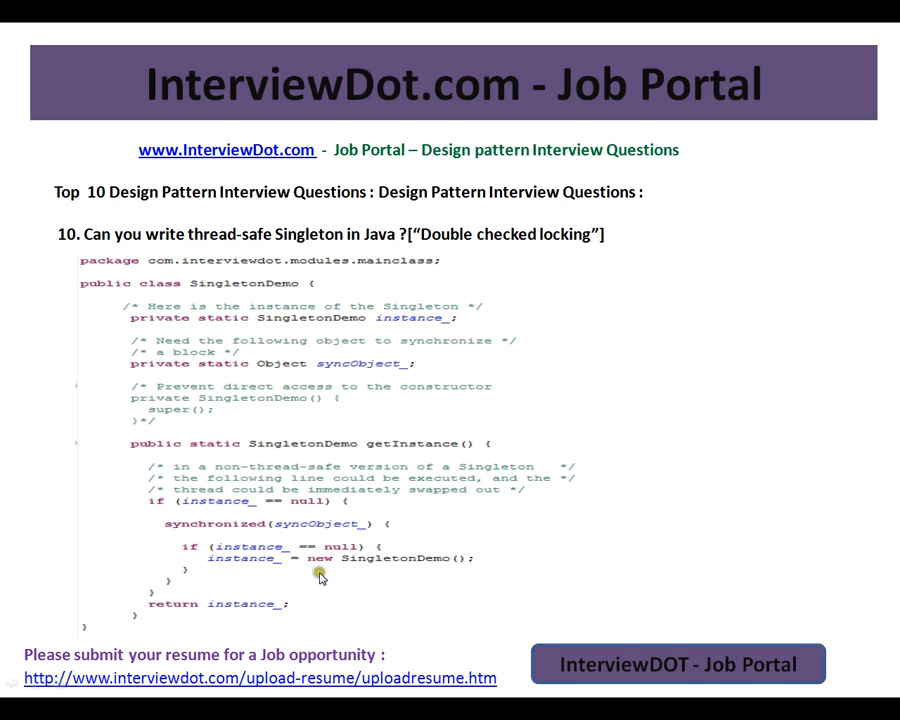 InterviewDot.com - Job Portal
www.InterviewDot.com - Job Portal – Design pattern Interview Questions
Top 10 Design Pattern Interview Questions : Design Pattern Interview Questions :
10. Can you write thread-safe Singleton in Java ?[“Double checked locking”]
package com.interviewdot.modules.mainclass;
public class SingletonDemo {
/* Here is the instance of the Singleton */
private static SingletonDemo instance_;
/* Need the following object to synchronize */
/* a block */
private static Object syncObject_;
/* Prevent direct access to the constructor
private SingletonDemo() {
super();
}*/
public static SingletonDemo getInstance() {
/* in a non-thread-safe version of a Singleton */
/* the following line could be executed, and the */
/* thread could be immediately swapped out */
if (instance_ == null) {
synchronized(syncObject_) {
if (instance_ == null) {
instance_ = new SingletonDemo();
}
}
}
return instance_;
}
}
Please submit your resume for a Job opportunity :
http://www.interviewdot.com/upload-resume/uploadresume.htm
InterviewDOT - Job Portal